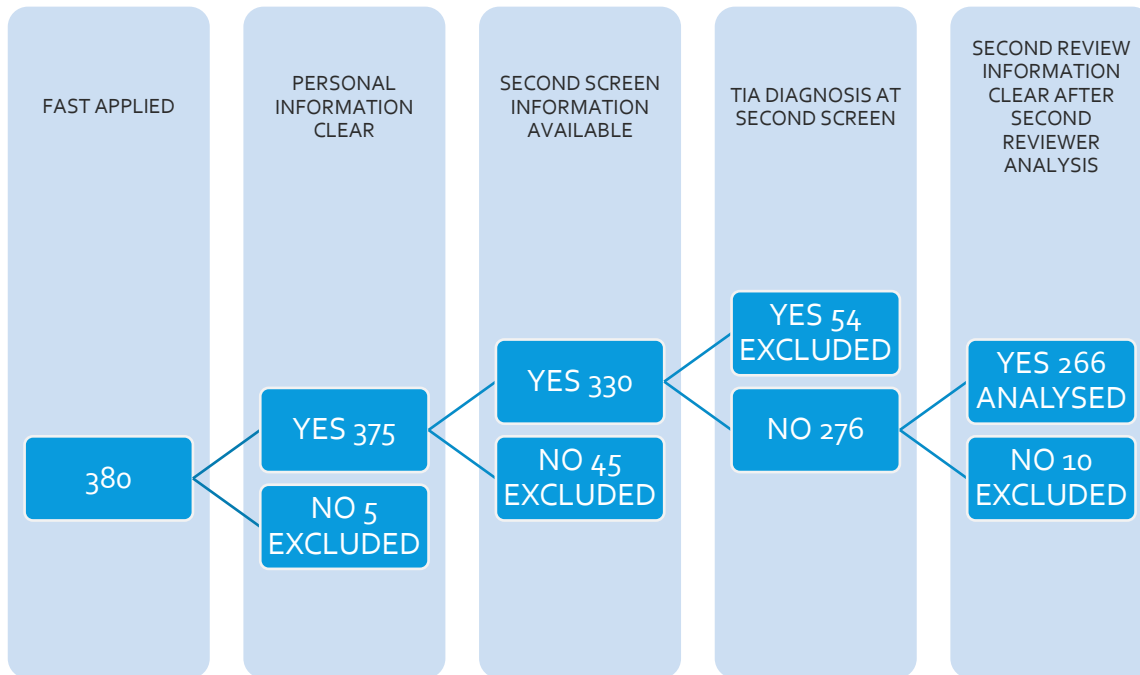 FAST APPLIED
PERSONAL
INFORMATION
CLEAR
SECOND SCREEN
INFORMATION
AVAILABLE
TIA DIAGNOSIS AT
SECOND SCREEN
SECOND REVIEW
INFORMATION
CLEAR AFTER
SECOND
REVIEWER
ANALYSIS
380
YES 375
NO 5
EXCLUDED
YES 330
NO 45
EXCLUDED
YES 54
EXCLUDED
NO 276
YES 266
ANALYSED
NO 10
EXCLUDED